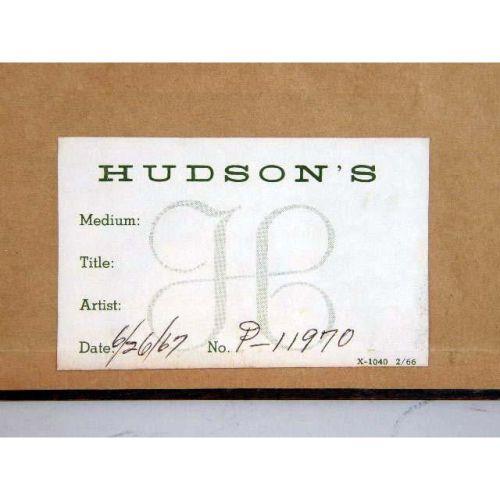 HUDSON'S
Medium:
Title:
Artist:
Date: 6/26/67 No. P-11970
X-1040 2/66